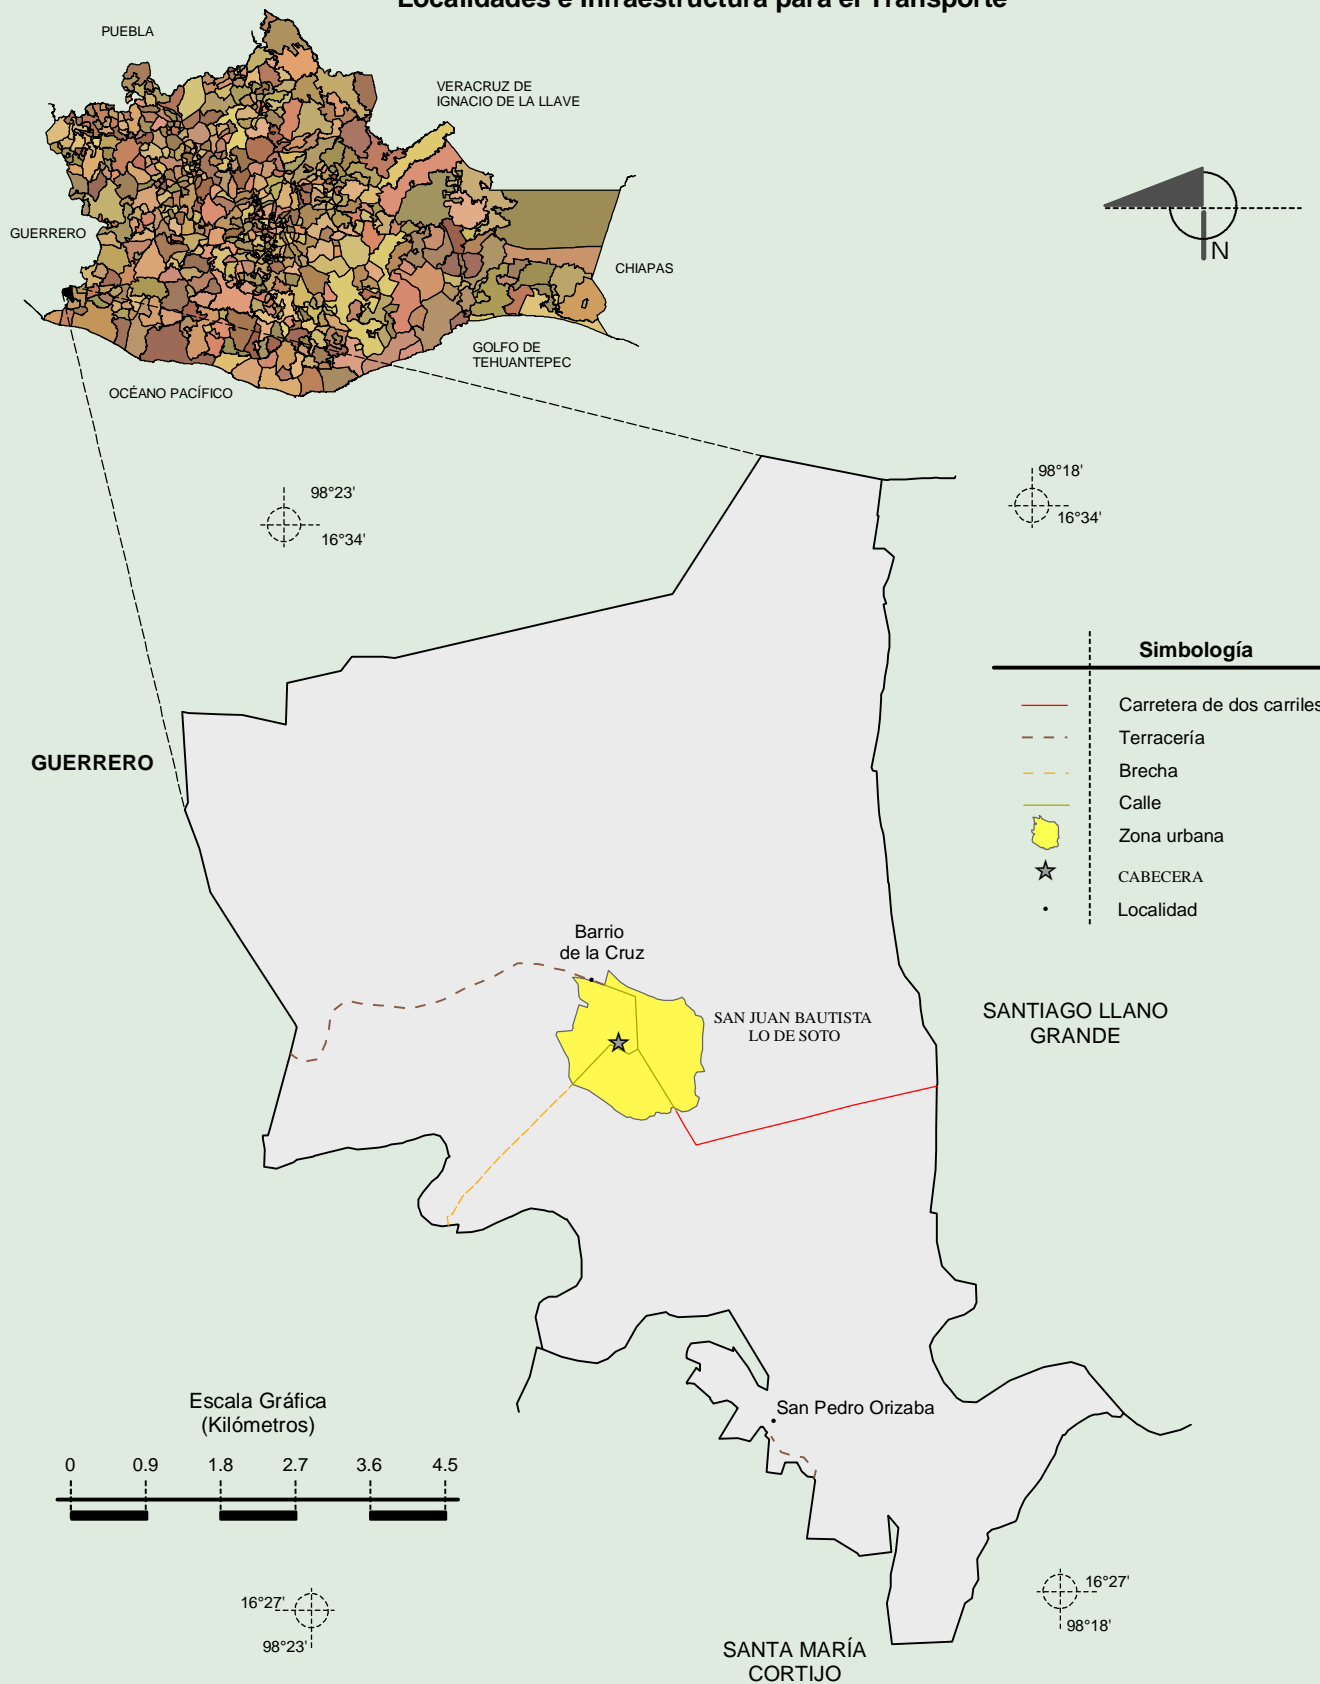 Localidades e Infraestructura para el Transporte
PUEBLA
VERACRUZ DE
IGNACIO DE LA LLAVE
GUERRERO
CHIAPAS
GOLFO DE
TEHUANTEPEC
OCÉANO PACÍFICO
N
98°23'
16°34'
98°18'
16°34'
Simbología
Carretera de dos carriles
Terracería
Brecha
Calle
Zona urbana
CABECERA
Localidad
GUERRERO
Barrio
de la Cruz
SAN JUAN BAUTISTA
LO DE SOTO
SANTIAGO LLANO
GRANDE
San Pedro Orizaba
Escala Gráfica
(Kilómetros)
0 0.9 1.8 2.7 3.6 4.5
16°27'
98°23'
16°27'
98°18'
SANTA MARÍA
CORTIJO